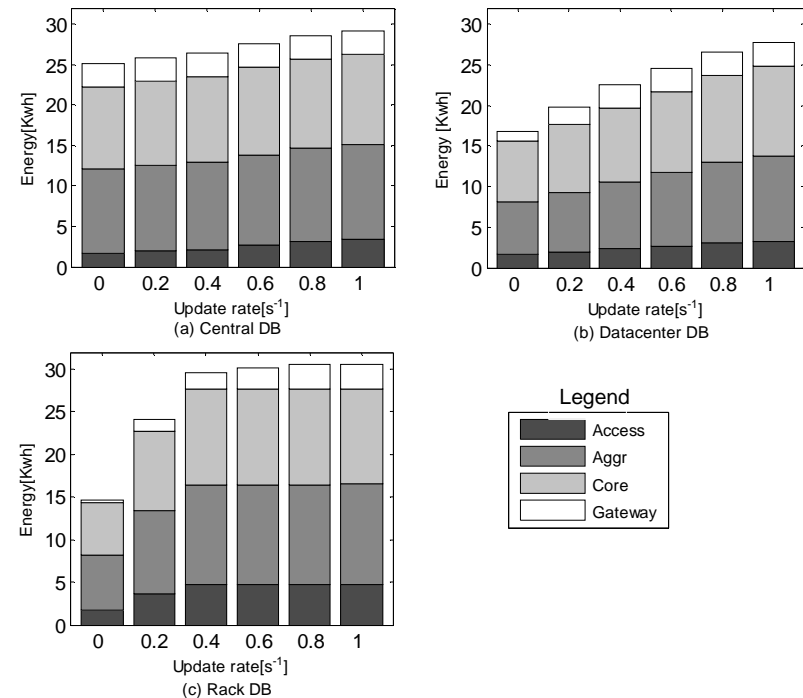 30
25
20
15
10
5
0
Energy[Kwh]
0 0.2 0.4 0.6 0.8 1
Update rate[s⁻¹]
(a) Central DB
30
25
20
15
10
5
0
Energy [Kwh]
0 0.2 0.4 0.6 0.8 1
Update rate[s⁻¹]
(b) Datacenter DB
30
25
20
15
10
5
0
Energy[Kwh]
0 0.2 0.4 0.6 0.8 1
Update rate[s⁻¹]
(c) Rack DB
Legend
Access
Aggr
Core
Gateway